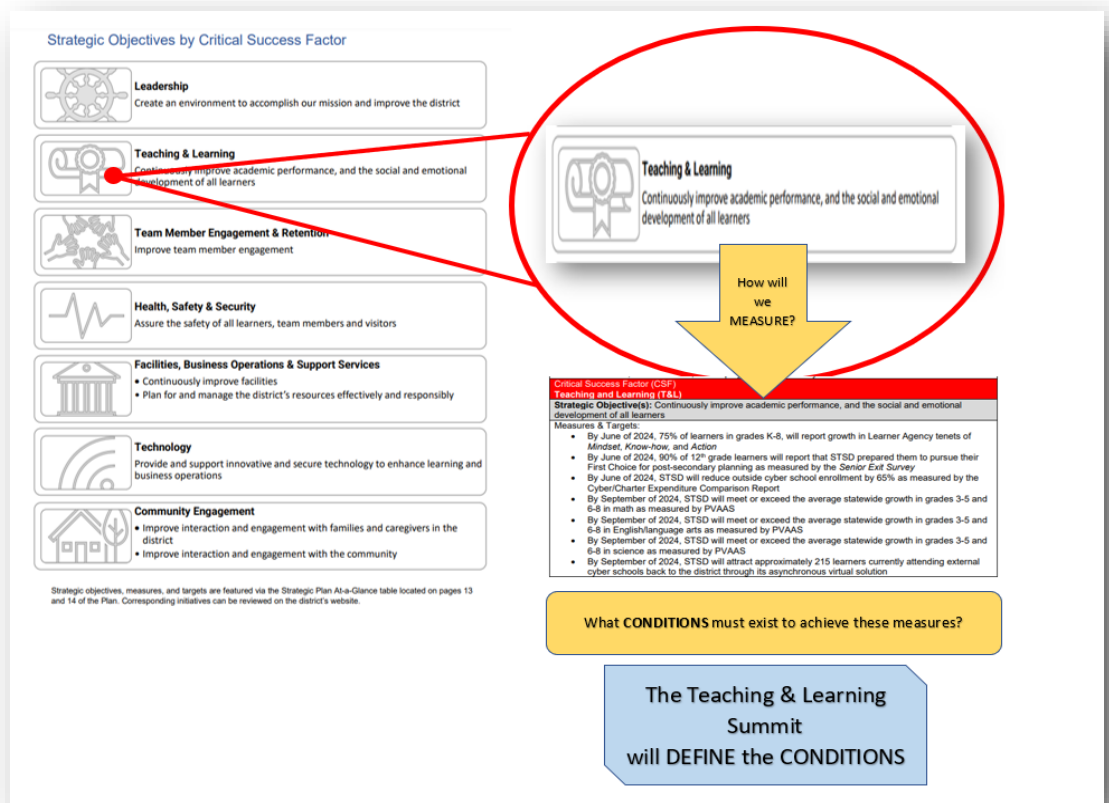 Strategic Objectives by Critical Success Factor
Leadership
Create an environment to accomplish our mission and improve the district
Teaching & Learning
Continuously improve academic performance, and the social and emotional
development of all learners
Team Member Engagement & Retention
Improve team member engagement
Health, Safety & Security
Assure the safety of all learners, team members and visitors
Facilities, Business Operations & Support Services
• Continuously improve facilities
• Plan for and manage the district's resources effectively and responsibly
Technology
Provide and support innovative and secure technology to enhance learning and
business operations
Community Engagement
• Improve interaction and engagement with families and caregivers in the
district
• Improve interaction and engagement with the community
Strategic objectives, measures, and targets are featured via the Strategic Plan At-a-Glance table located on pages 13
and 14 of the Plan. Corresponding initiatives can be reviewed on the district's website.
Teaching & Learning
Continuously improve academic performance, and the social and emotional
development of all learners
How will
we
MEASURE?
Critical Success Factor (CSF)
Teaching and Learning (T&L)
Strategic Objective(s): Continuously improve academic performance, and the social and emotional
development of all learners
Measures & Targets:
• By June of 2024, 75% of learners in grades K-8, will report growth in Learner Agency tenets of
Mindset, Know-how, and Action
• By June of 2024, 90% of 12th grade learners will report that STSD prepared them to pursue their
First Choice for post-secondary planning as measured by the Senior Exit Survey
• By June of 2024, STSD will reduce outside cyber school enrollment by 65% as measured by the
Cyber/Charter Expenditure Comparison Report
• By September of 2024, STSD will meet or exceed the average statewide growth in grades 3-5 and
6-8 in math as measured by PVAAS
• By September of 2024, STSD will meet or exceed the average statewide growth in grades 3-5 and
6-8 in English/language arts as measured by PVAAS
• By September of 2024, STSD will meet or exceed the average statewide growth in grades 3-5 and
6-8 in science as measured by PVAAS
• By September of 2024, STSD will attract approximately 215 learners currently attending external
cyber schools back to the district through its asynchronous virtual solution
What CONDITIONS must exist to achieve these measures?
The Teaching & Learning
Summit
will DEFINE the CONDITIONS